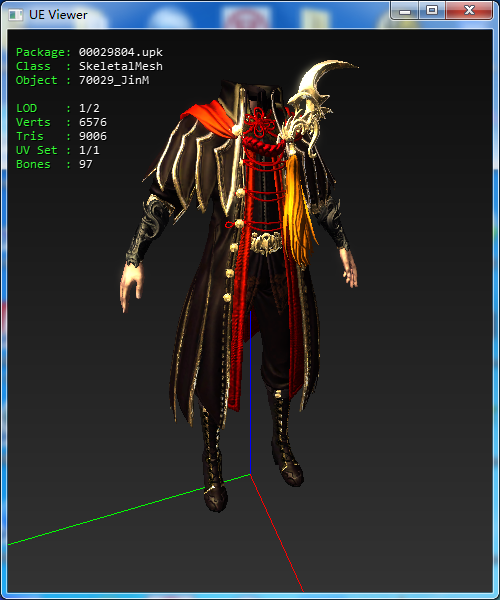 UE Viewer
Package: 00029804.upk
Class : SkeletalMesh
Object : 70029_JinM
LOD : 1/2
Verts : 6576
Tris : 9006
UV Set : 1/1
Bones : 97